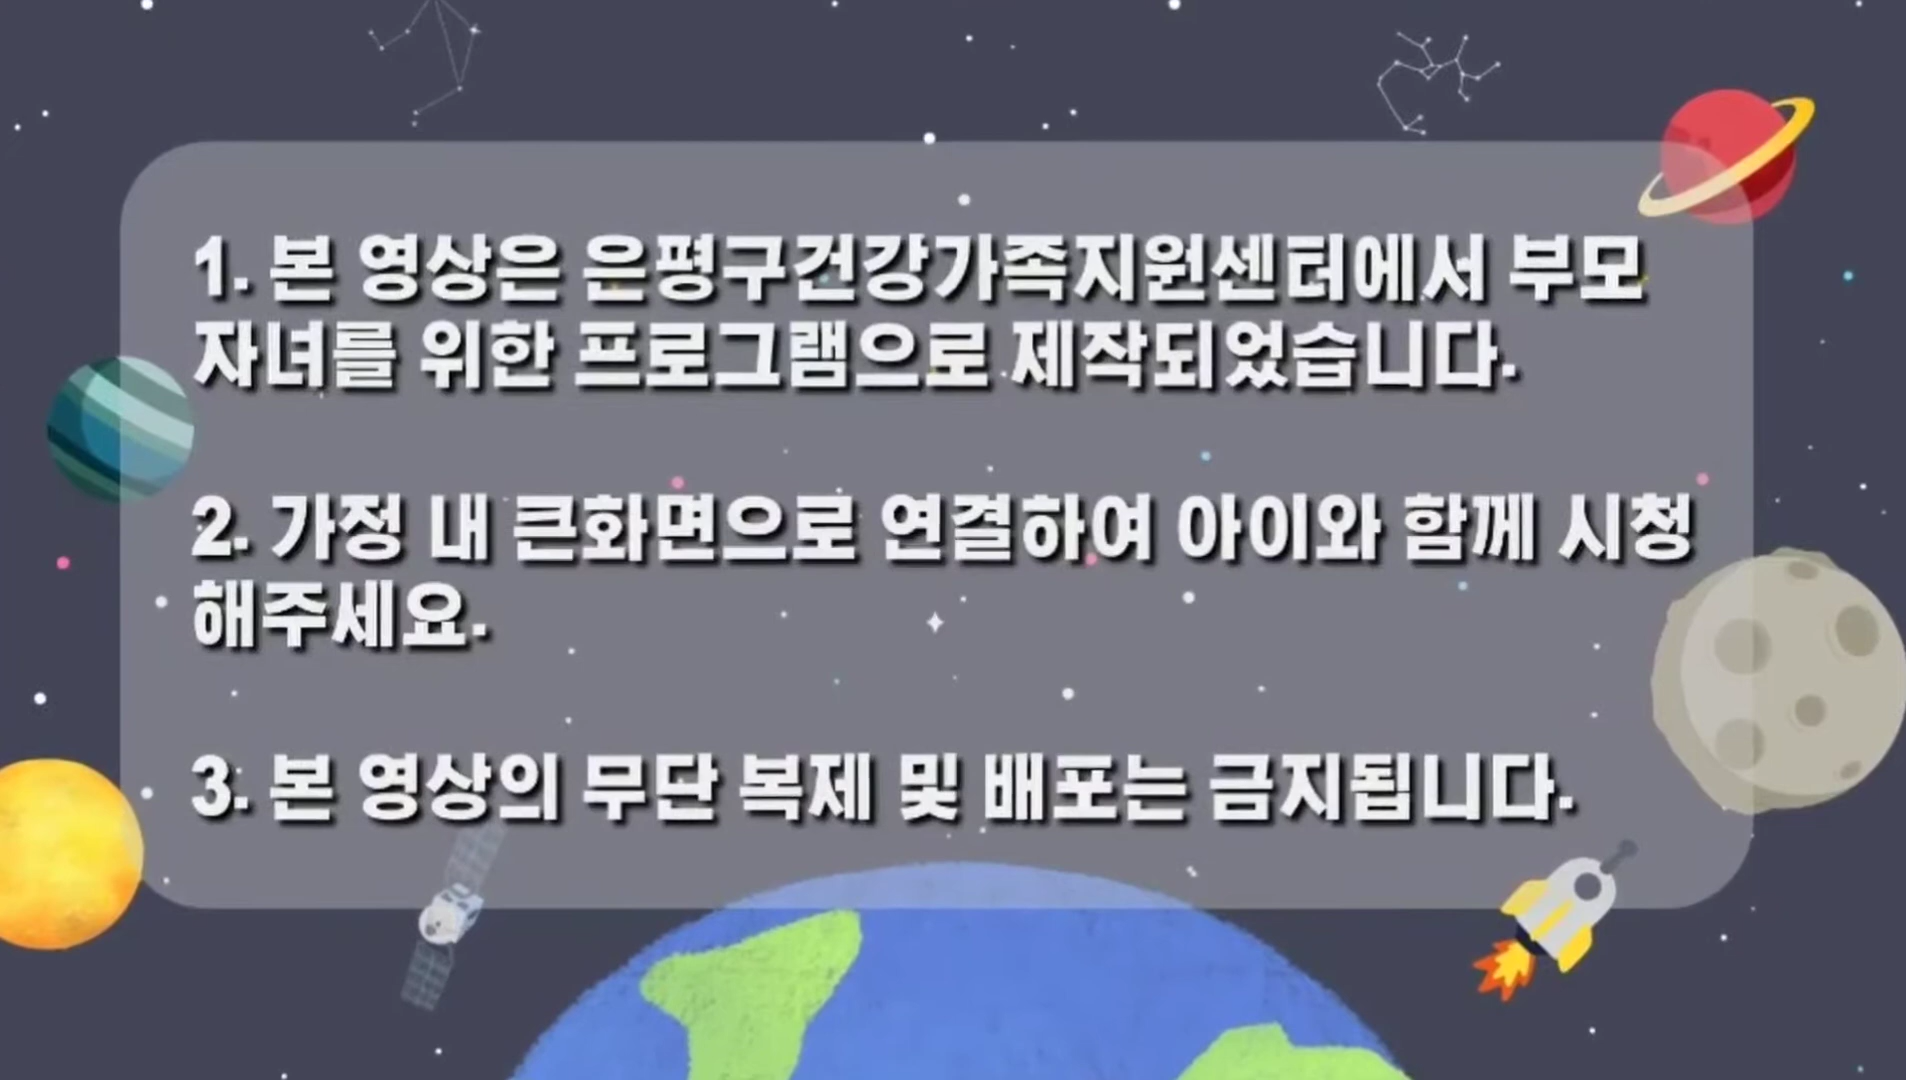 1. 본 영상은 은평구건강가족지원센터에서 부모
자녀를 위한 프로그램으로 제작되었습니다.
2. 가정 내 큰화면으로 연결하여 아이와 함께 시청
해주세요.
3. 본 영상의 무단 복제 및 배포는 금지됩니다.